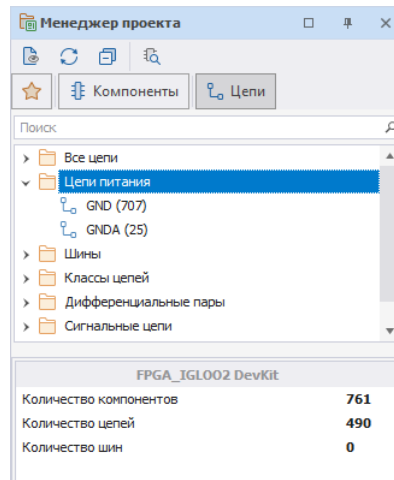 Менеджер проекта
Компоненты Цепи
Поиск
Все цепи
Цепи питания
GND (707)
GNDA (25)
Шины
Классы цепей
Дифференциальные пары
Сигнальные цепи
FPGA_IGLOO2 DevKit
Количество компонентов 761
Количество цепей 490
Количество шин 0